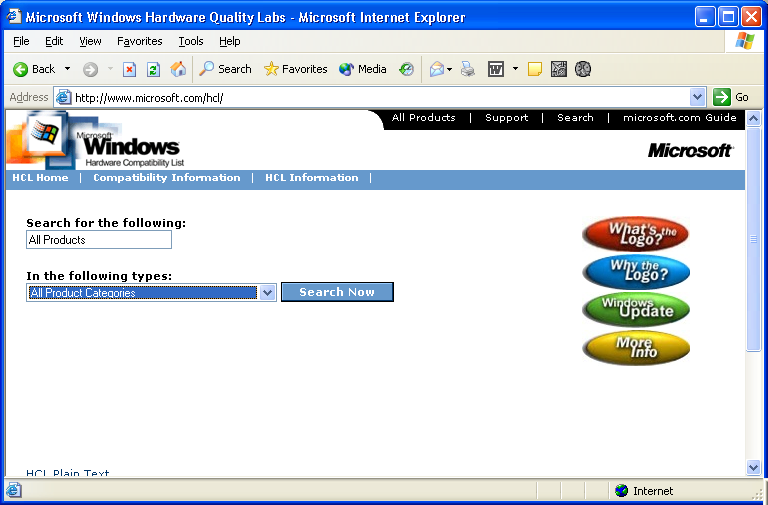 Microsoft Windows Hardware Quality Labs - Microsoft Internet Explorer
File Edit View Favorites Tools Help
Back Search Favorites Media
Address http://www.microsoft.com/hcl/ Go
All Products | Support | Search | microsoft.com Guide
Microsoft
Windows
Hardware Compatibility List
Microsoft
HCL Home | Compatibility Information | HCL Information |
Search for the following:
All Products
In the following types:
All Product Categories
Search Now
What's the
Logo?
Why the
Logo?
Windows
Update
More
Info
HCL Plain Text
Internet